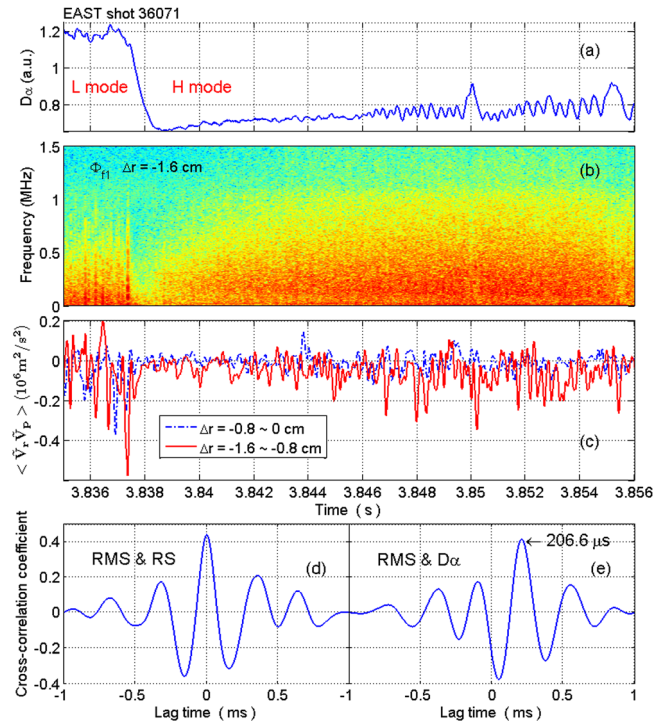 EAST shot 36071
1.2
1.0
0.8
Dα (a.u.)
L mode
H mode
(a)
1.5
1
0.5
0
Frequency (MHz)
Φf1 Δr = -1.6 cm
(b)
0.2
0
-0.2
-0.4
< ṽr ṽp > (10⁶m²/s²)
Δr = -0.8 ~ 0 cm
Δr = -1.6 ~ -0.8 cm
(c)
3.836 3.838 3.84 3.842 3.844 3.846 3.848 3.85 3.852 3.854 3.856
Time ( s )
Cross-correlation coefficient
0.4
0.2
0
-0.2
0.4
RMS & RS
(d)
RMS & Dα
← 206.6 μs
(e)
-1 -0.5 0 0.5 -1 -0.5 0 0.5 1
Lag time ( ms ) Lag time ( ms )